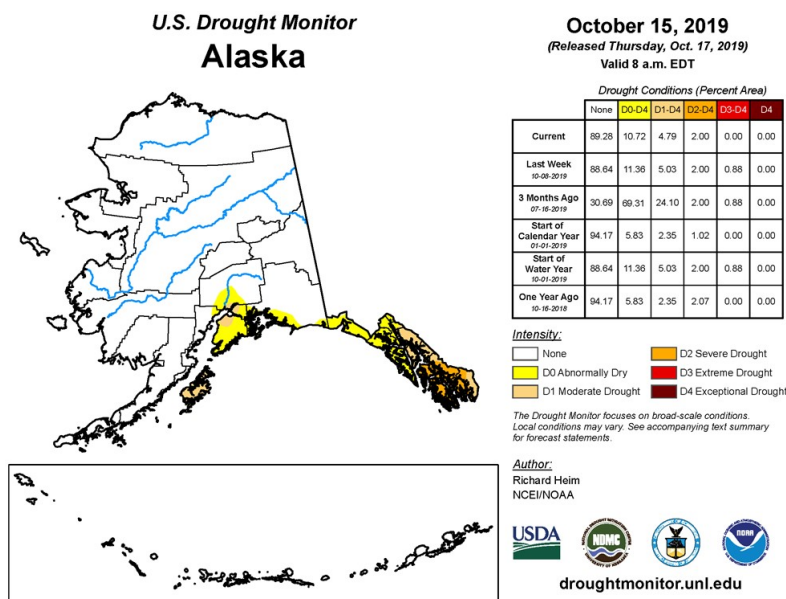 U.S. Drought Monitor
Alaska
October 15, 2019
(Released Thursday, Oct. 17, 2019)
Valid 8 a.m. EDT
Drought Conditions (Percent Area)
None D0-D4 D1-D4 D2-D4 D3-D4 D4
Current 89.28 10.72 4.79 2.00 0.00 0.00
Last Week 88.64 11.36 5.03 2.00 0.88 0.00
10-08-2019
3 Months Ago 30.69 69.31 24.10 2.00 0.88 0.00
07-16-2019
Start of
Calendar Year 94.17 5.83 2.35 1.02 0.00 0.00
01-01-2019
Start of
Water Year 88.64 11.36 5.03 2.00 0.88 0.00
10-01-2019
One Year Ago 94.17 5.83 2.35 2.07 0.00 0.00
10-16-2018
Intensity:
None
D0 Abnormally Dry
D1 Moderate Drought
D2 Severe Drought
D3 Extreme Drought
D4 Exceptional Drought
The Drought Monitor focuses on broad-scale conditions.
Local conditions may vary. See accompanying text summary
for forecast statements.
Author:
Richard Heim
NCEI/NOAA
USDA
NDMC
NOAA
droughtmonitor.unl.edu